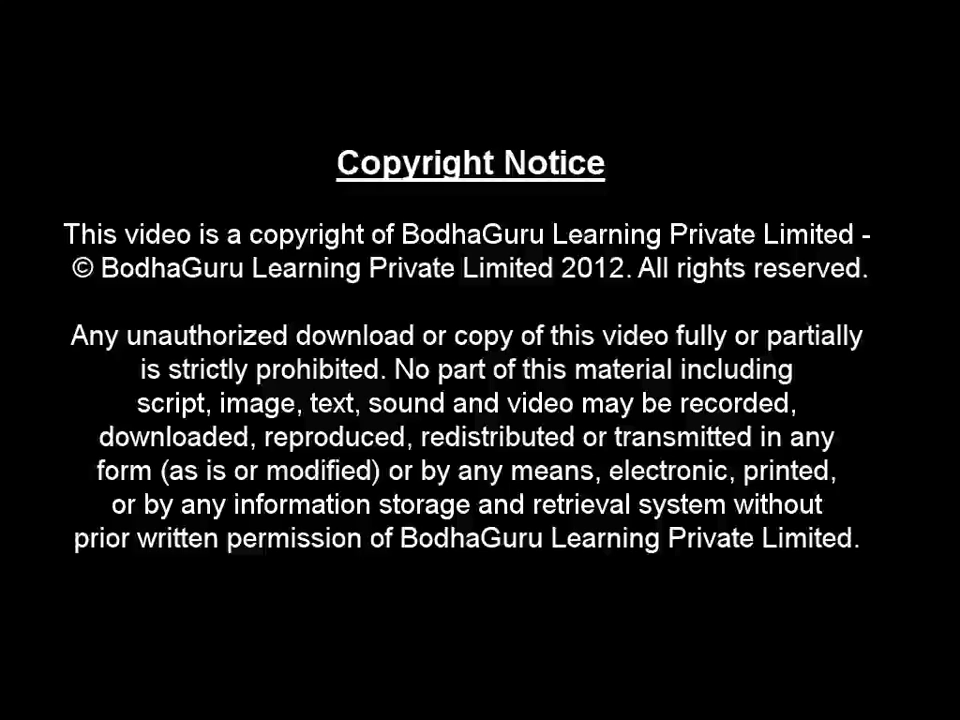 Copyright Notice
This video is a copyright of BodhaGuru Learning Private Limited -
© BodhaGuru Learning Private Limited 2012. All rights reserved.
Any unauthorized download or copy of this video fully or partially
is strictly prohibited. No part of this material including
script, image, text, sound and video may be recorded,
downloaded, reproduced, redistributed or transmitted in any
form (as is or modified) or by any means, electronic, printed,
or by any information storage and retrieval system without
prior written permission of BodhaGuru Learning Private Limited.